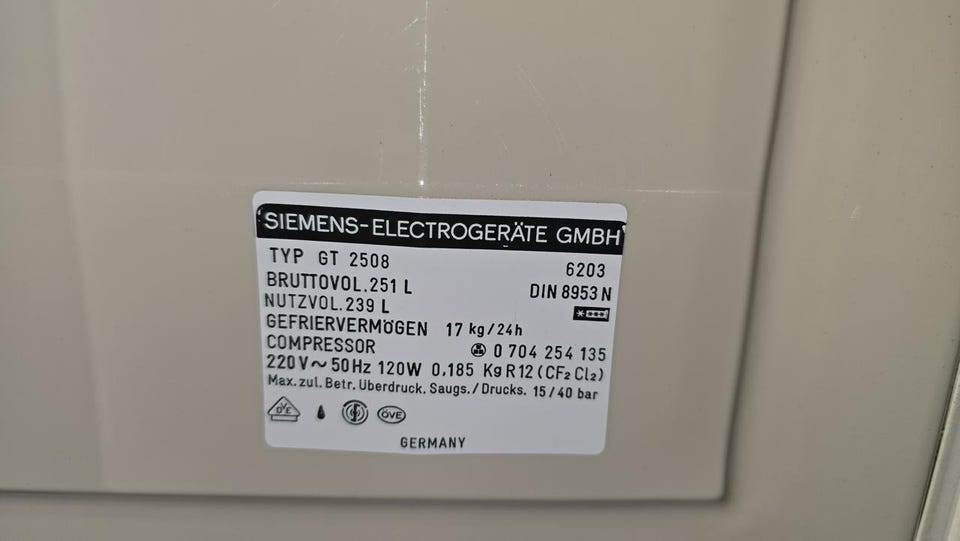 SIEMENS-ELECTROGERÄTE GMBH
TYP GT 2508 6203
BRUTTOVOL.251 L DIN 8953 N
NUTZVOL.239 L
GEFRIERVERMÖGEN 17 kg/24h
COMPRESSOR 0 704 254 135
220 V~ 50Hz 120W 0,185 Kg R12 (CF₂ Cl₂)
Max. zul. Betr. Überdruck. Saugs./Drucks. 15/40 bar
DVE ÖVE
GERMANY